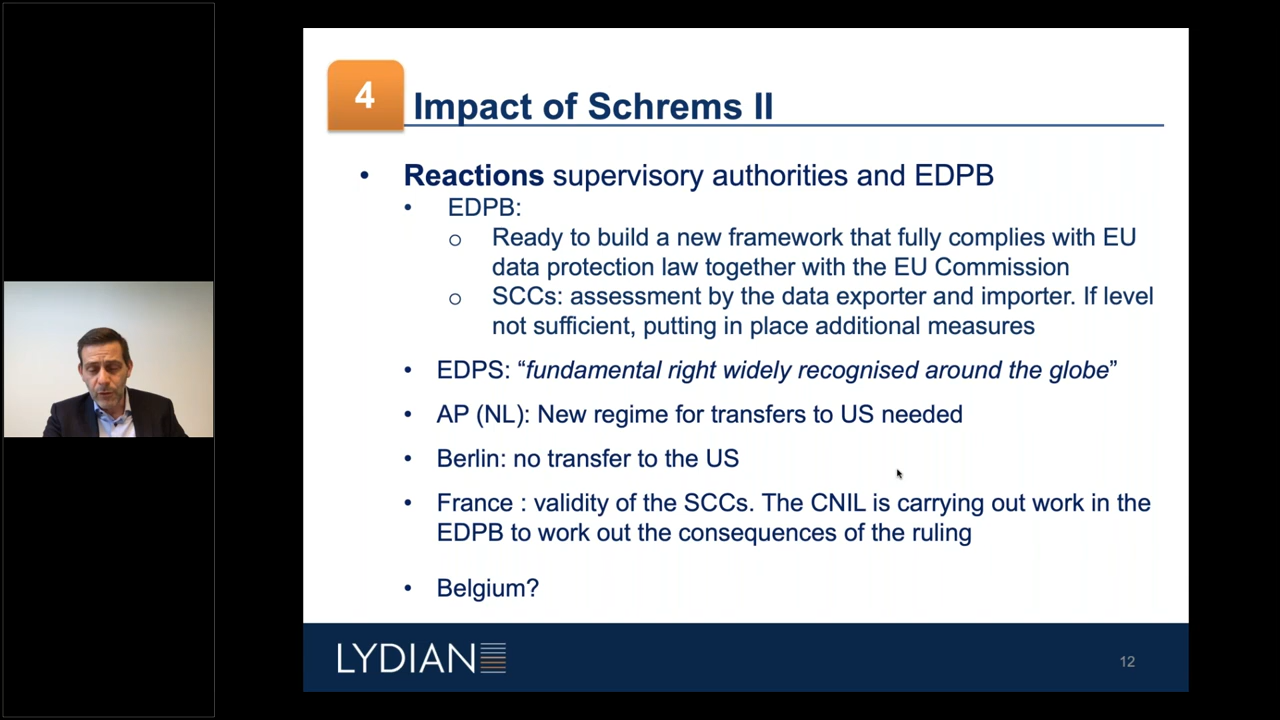 4
Impact of Schrems II
• Reactions supervisory authorities and EDPB
• EDPB:
o Ready to build a new framework that fully complies with EU
data protection law together with the EU Commission
o SCCs: assessment by the data exporter and importer. If level
not sufficient, putting in place additional measures
• EDPS: “fundamental right widely recognised around the globe”
• AP (NL): New regime for transfers to US needed
• Berlin: no transfer to the US
• France : validity of the SCCs. The CNIL is carrying out work in the
EDPB to work out the consequences of the ruling
• Belgium?
LYDIAN
12